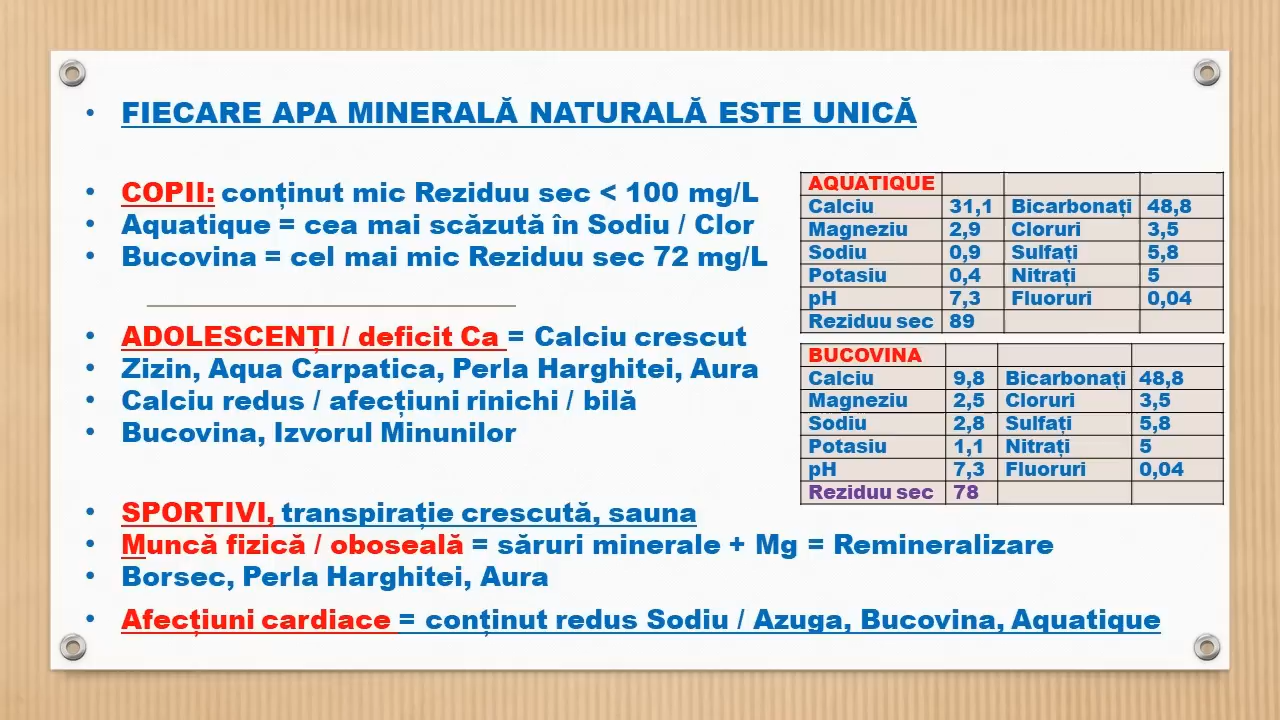 • FIECARE APA MINERALĂ NATURALĂ ESTE UNICĂ
• COPII: conținut mic Reziduu sec < 100 mg/L
• Aquatique = cea mai scăzută în Sodiu / Clor
• Bucovina = cel mai mic Reziduu sec 72 mg/L
• ADOLESCENȚI / deficit Ca = Calciu crescut
• Zizin, Aqua Carpatica, Perla Harghitei, Aura
• Calciu redus / afecțiuni rinichi / bilă
• Bucovina, Izvorul Minunilor
• SPORTIVI, transpirație crescută, sauna
• Muncă fizică / oboseală = săruri minerale + Mg = Remineralizare
• Borsec, Perla Harghitei, Aura
• Afecțiuni cardiace = conținut redus Sodiu / Azuga, Bucovina, Aquatique
AQUATIQUE
Calciu 31,1 Bicarbonați 48,8
Magneziu 2,9 Cloruri 3,5
Sodiu 0,9 Sulfați 5,8
Potasiu 0,4 Nitrați 5
pH 7,3 Fluoruri 0,04
Reziduu sec 89
BUCOVINA
Calciu 9,8 Bicarbonați 48,8
Magneziu 2,5 Cloruri 3,5
Sodiu 2,8 Sulfați 5,8
Potasiu 1,1 Nitrați 5
pH 7,3 Fluoruri 0,04
Reziduu sec 78